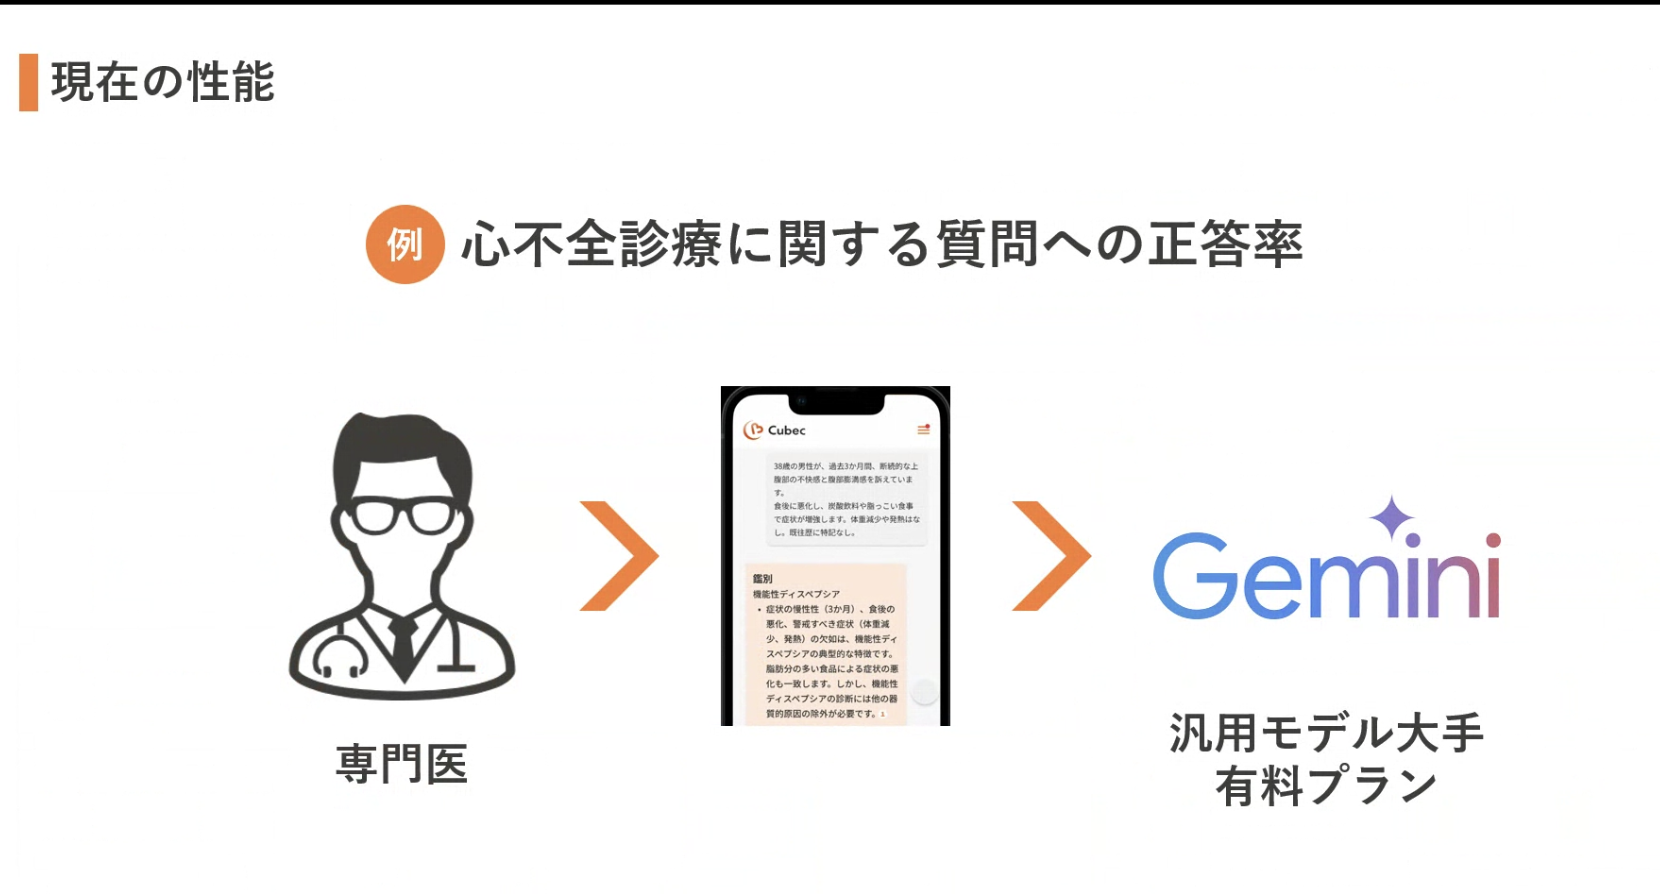 現在の性能
例 心不全診療に関する質問への正答率
Cubec
38歳の男性が、過去3か月間、断続的な上
腹部の不快感と腹部膨満感を訴えていま
す。
食後に悪化し、炭酸飲料や脂っこい食事
で症状が増強します。体重減少や発熱はな
し。既往歴に特記なし。
鑑別
機能性ディスペプシア
• 症状の慢性性（3か月）、食後の
悪化、警戒すべき症状（体重減
少、発熱）の欠如は、機能性ディ
スペプシアの典型的な特徴です。
脂肪分の多い食品による症状の悪
化も一致します。しかし、機能性
ディスペプシアの診断には他の器
質的原因の除外が必要です。 1
専門医
Gemini
汎用モデル大手
有料プラン